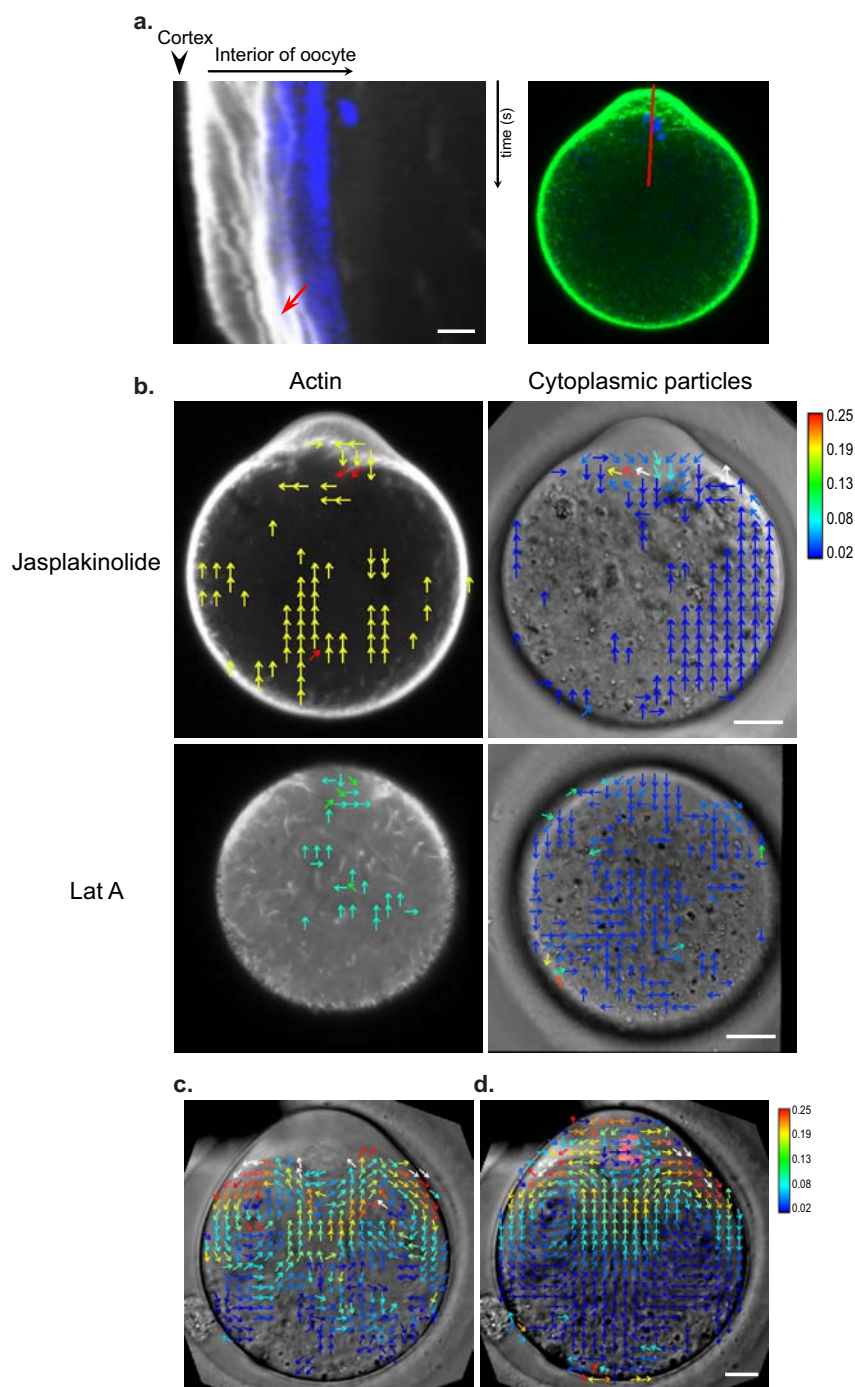 a.
Cortex
Interior of oocyte
time (s)
b.
Actin
Cytoplasmic particles
Jasplakinolide
0.25
0.19
0.13
0.08
0.02
Lat A
c.
d.
0.25
0.19
0.13
0.08
0.02